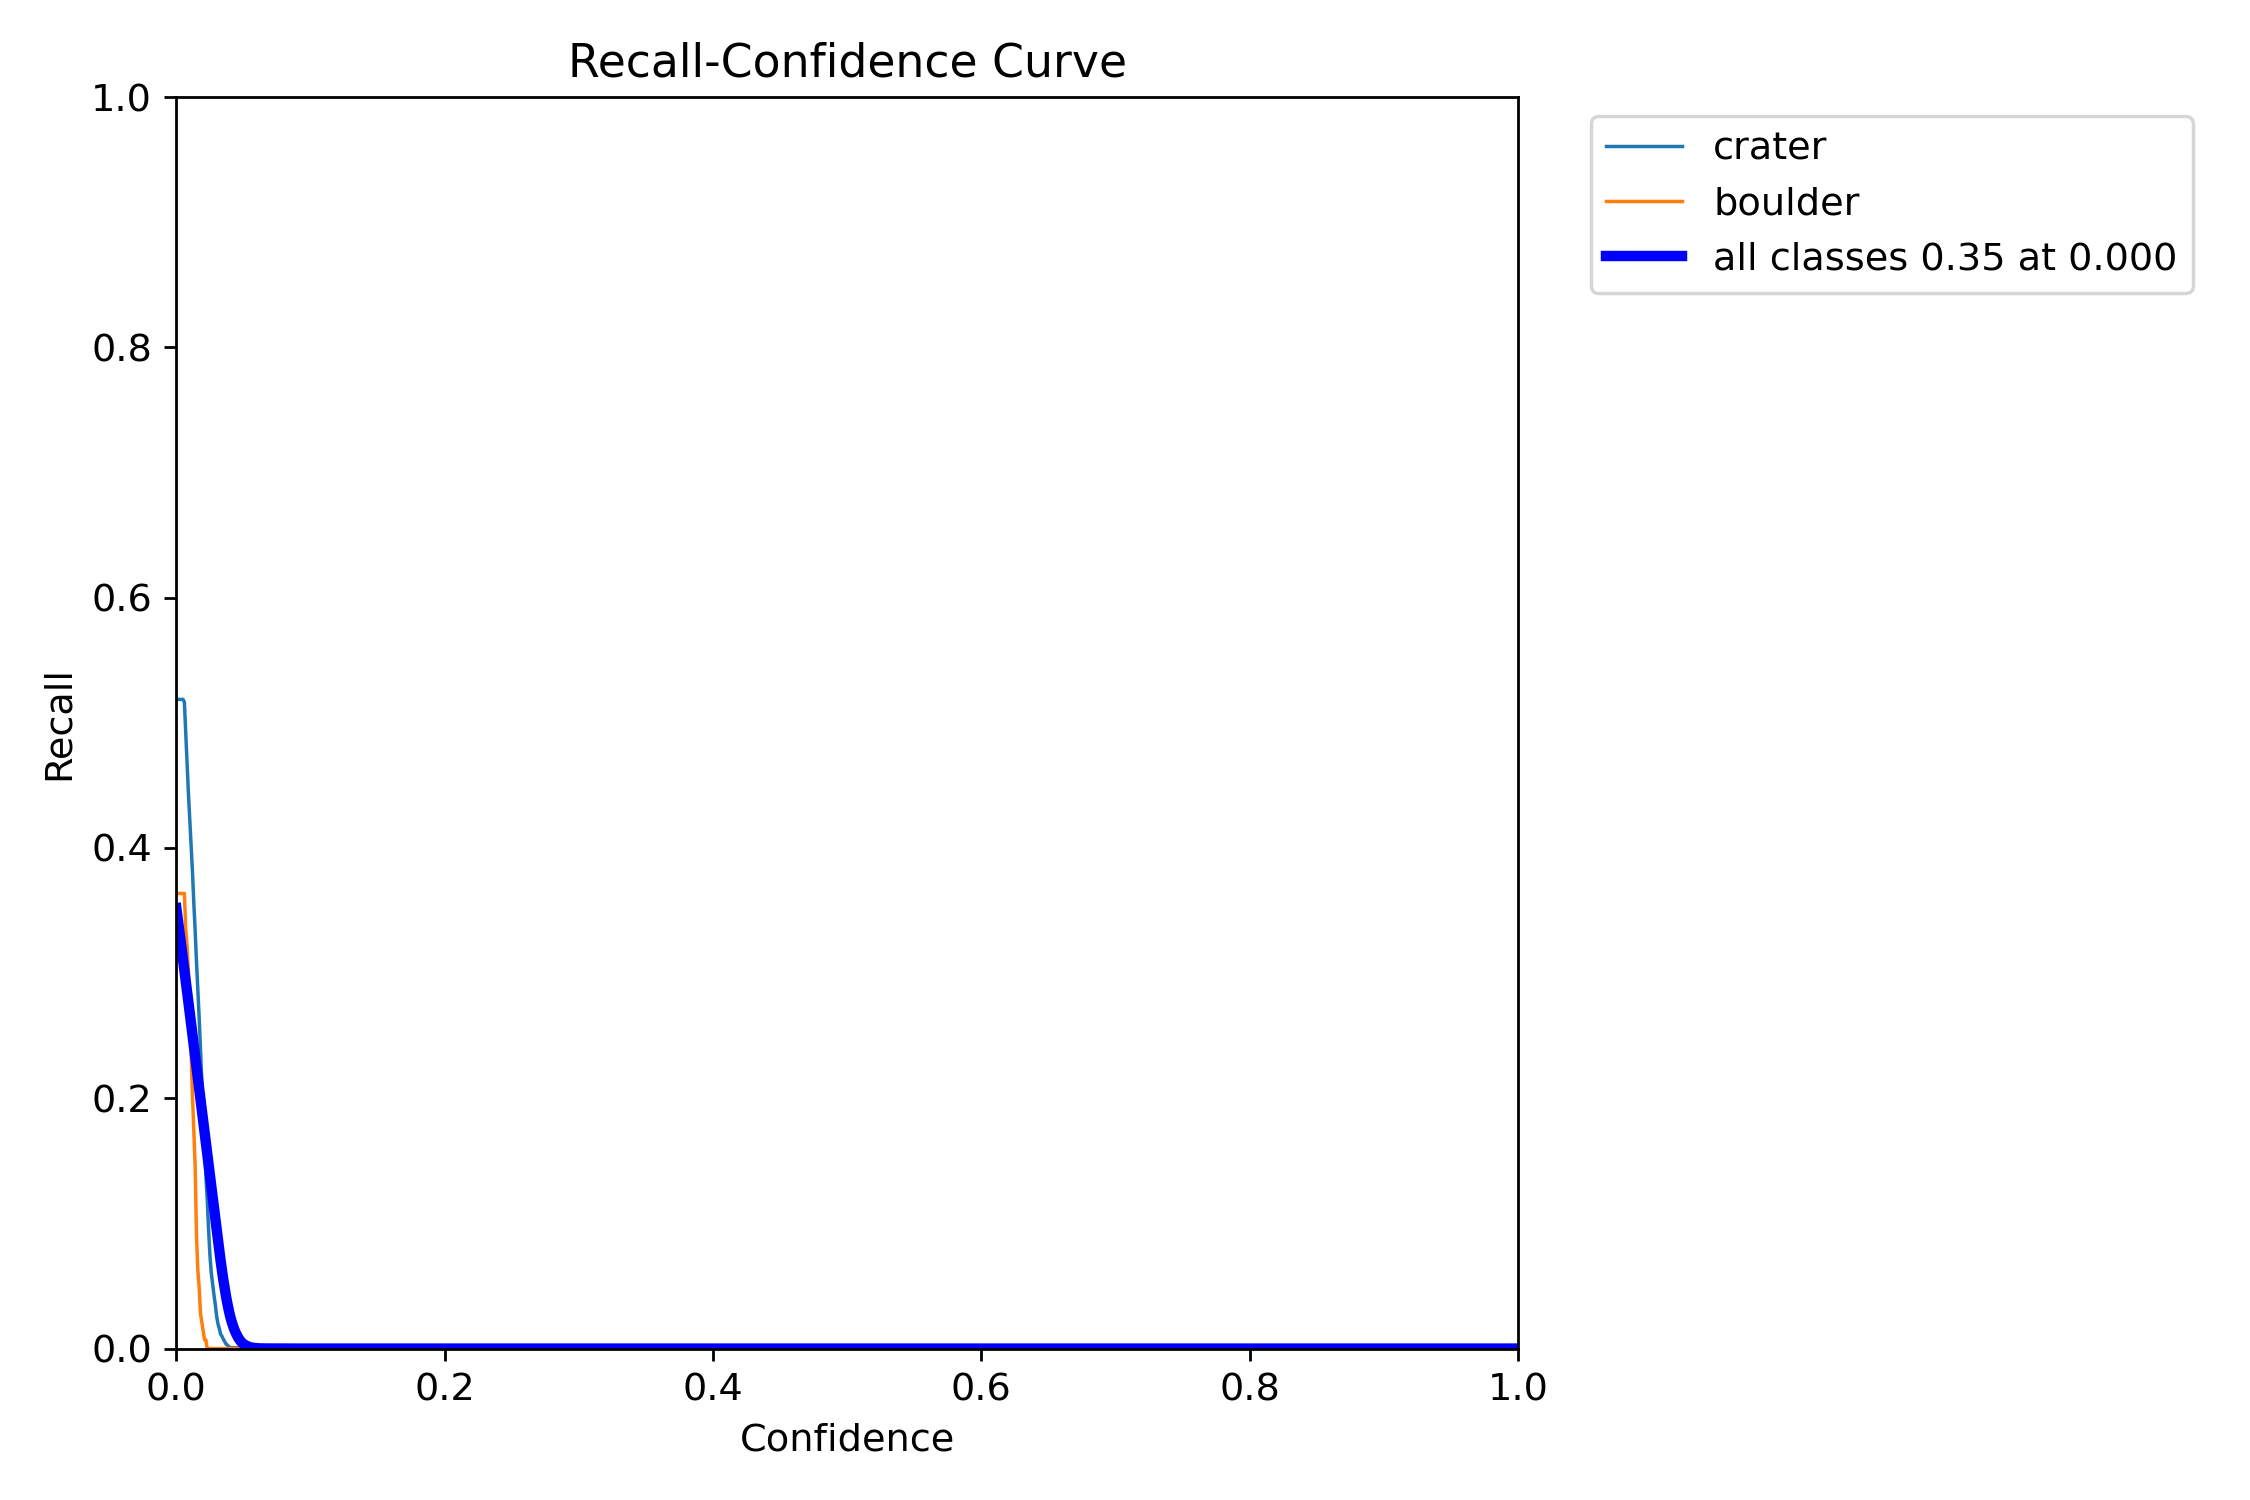 Recall-Confidence Curve
1.0
0.8
0.6
0.4
0.2
0.0
Recall
0.0 0.2 0.4 0.6 0.8 1.0
Confidence
crater
boulder
all classes 0.35 at 0.000